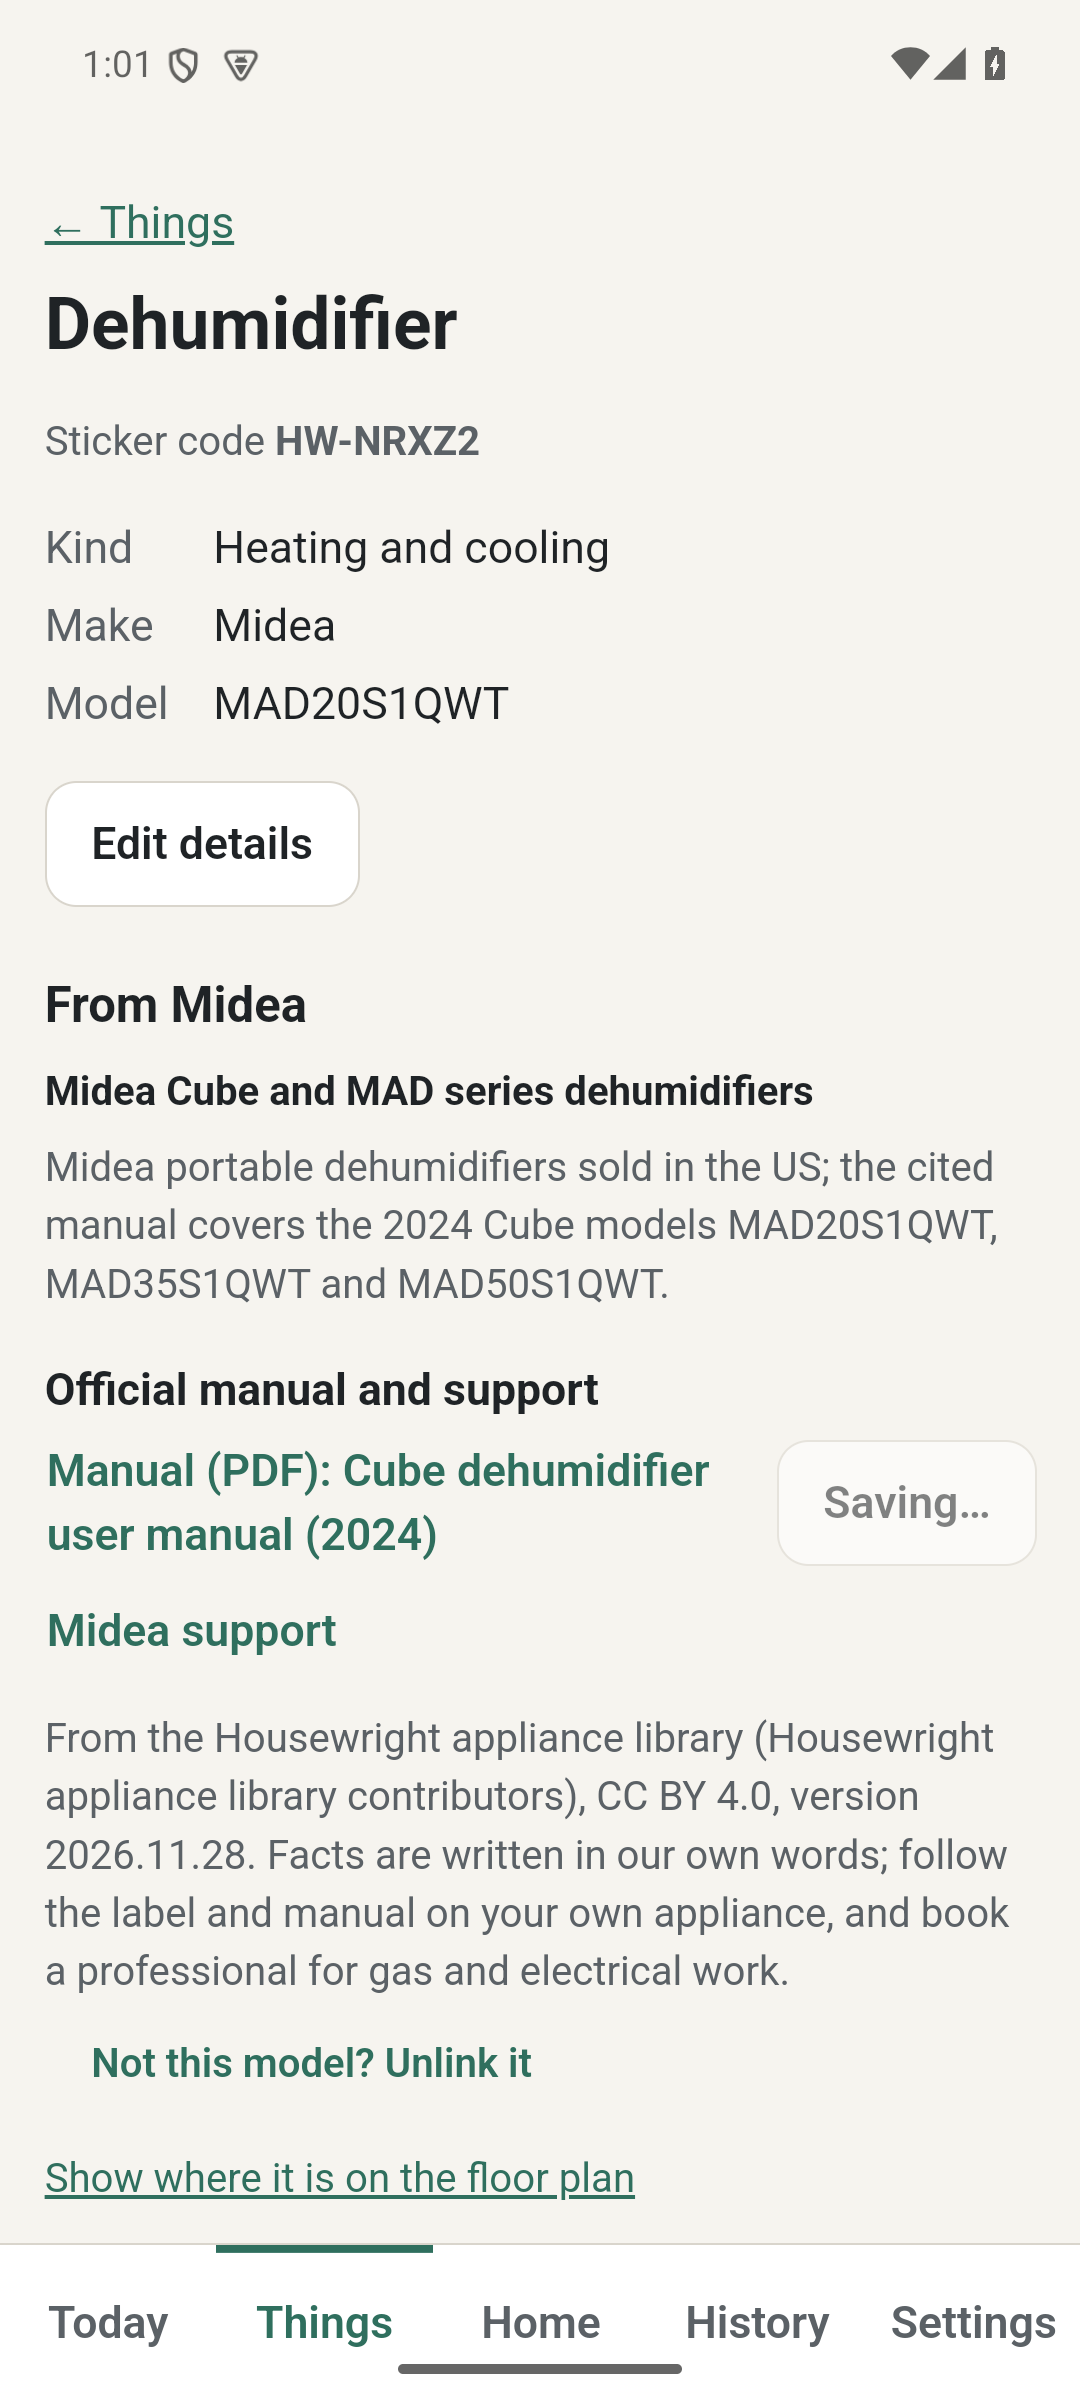 1:01
← Things
Dehumidifier
Sticker code HW-NRXZ2
Kind Heating and cooling
Make Midea
Model MAD20S1QWT
Edit details
From Midea
Midea Cube and MAD series dehumidifiers
Midea portable dehumidifiers sold in the US; the cited
manual covers the 2024 Cube models MAD20S1QWT,
MAD35S1QWT and MAD50S1QWT.
Official manual and support
Manual (PDF): Cube dehumidifier
user manual (2024)
Saving…
Midea support
From the Housewright appliance library (Housewright
appliance library contributors), CC BY 4.0, version
2026.11.28. Facts are written in our own words; follow
the label and manual on your own appliance, and book
a professional for gas and electrical work.
Not this model? Unlink it
Show where it is on the floor plan
Today Things Home History Settings